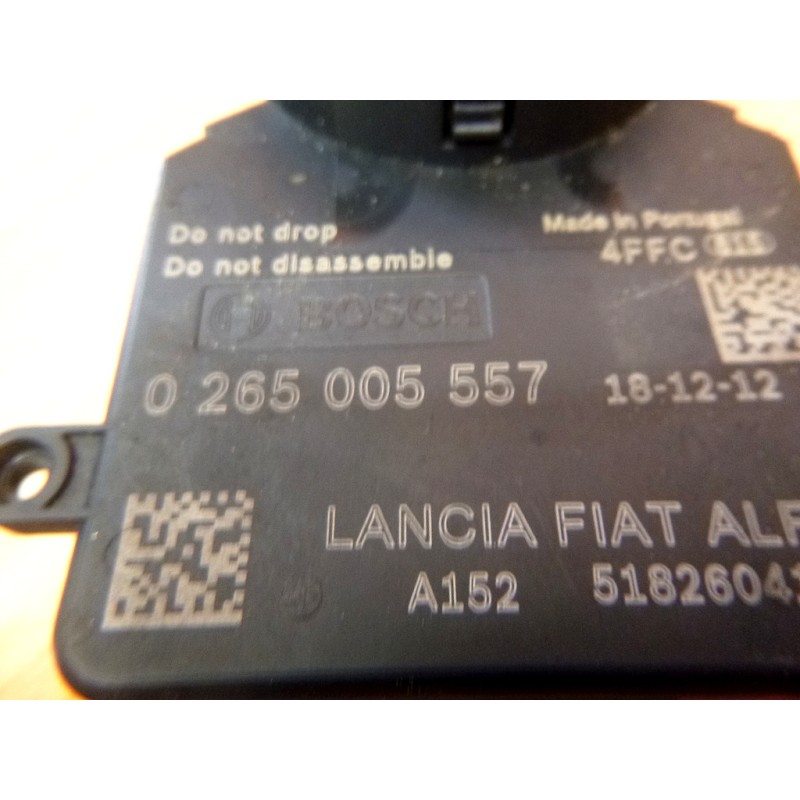 Do not drop
Made in Portugal
Do not disassemble
4FFC
BOSCH
0 265 005 557
18-12-12
LANCIA FIAT ALF
A152 5182604